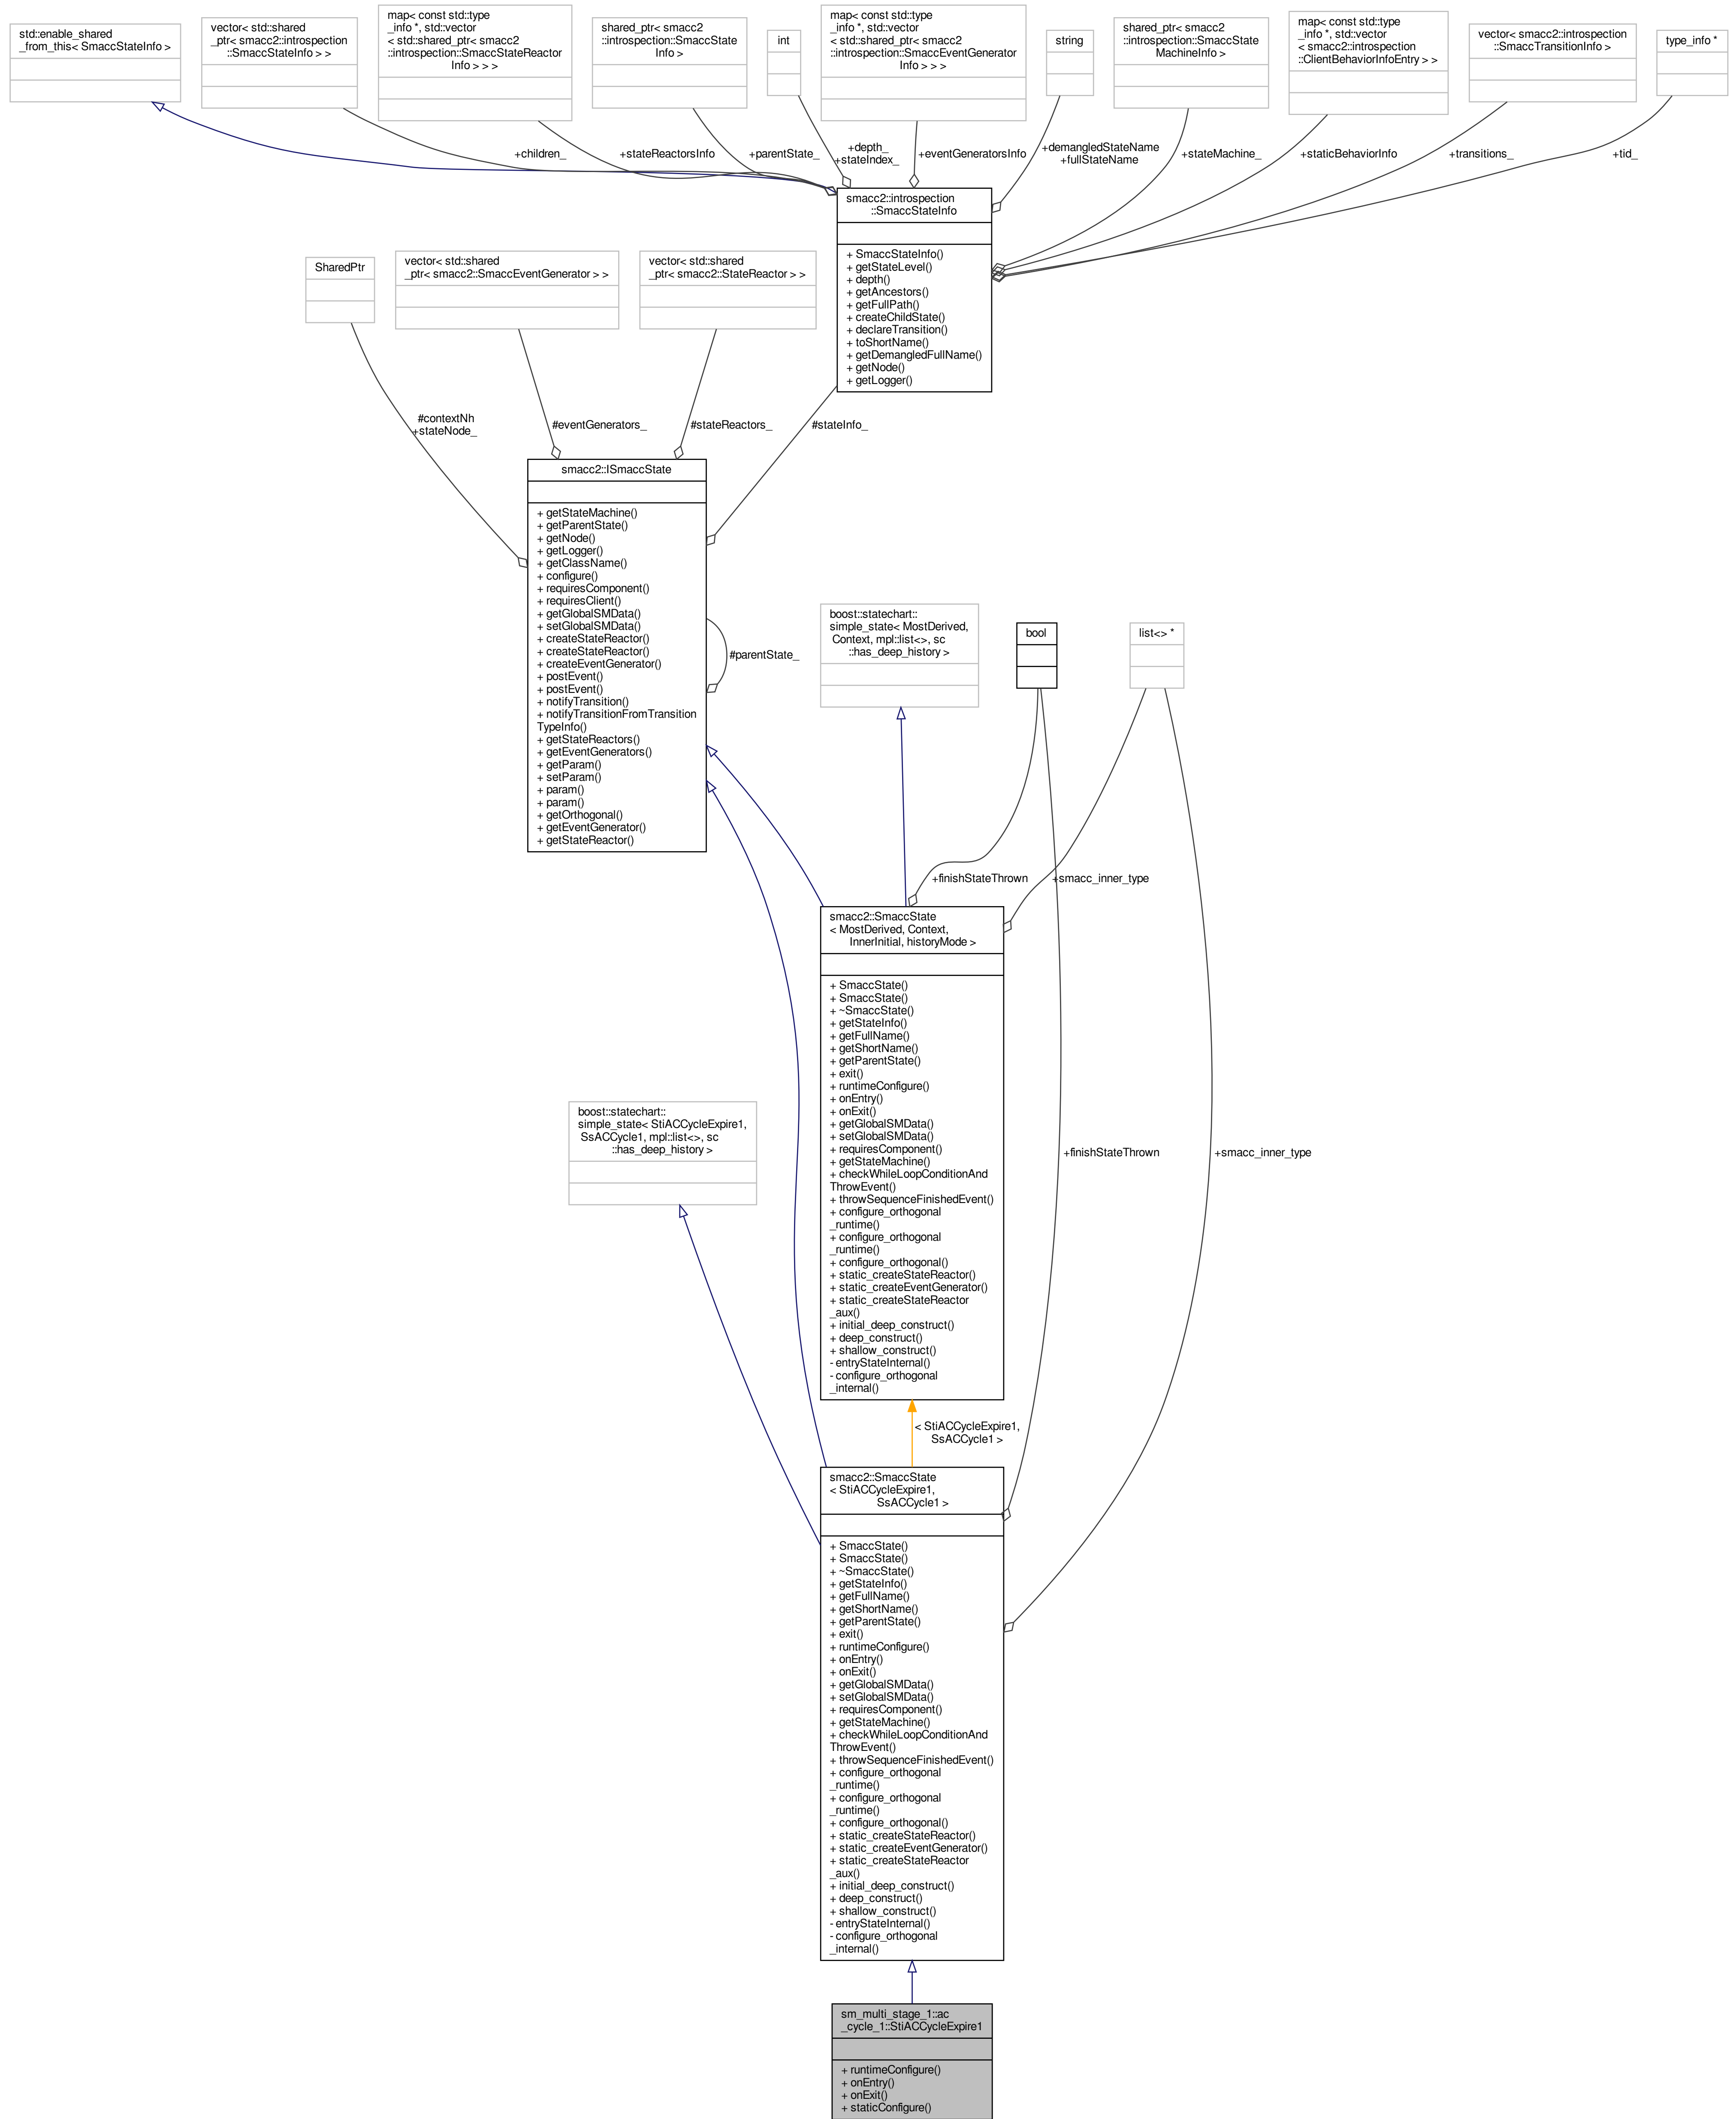 std::enable_shared
_from_this< SmaccStateInfo >
vector< std::shared
_ptr< smacc2::introspection
::SmaccStateInfo > >
map< const std::type
_info *, std::vector
< std::shared_ptr< smacc2
::introspection::SmaccStateReactor
Info > > >
shared_ptr< smacc2
::introspection::SmaccState
Info >
int
map< const std::type
_info *, std::vector
< std::shared_ptr< smacc2
::introspection::SmaccEventGenerator
Info > > >
string
shared_ptr< smacc2
::introspection::SmaccState
MachineInfo >
map< const std::type
_info *, std::vector
< smacc2::introspection
::ClientBehaviorInfoEntry > >
vector< smacc2::introspection
::SmaccTransitionInfo >
type_info *
+children_
+stateReactorsInfo
+parentState_
+depth_
+stateIndex_
+eventGeneratorsInfo
+demangledStateName
+fullStateName
+stateMachine_
+staticBehaviorInfo
+transitions_
+tid_
smacc2::introspection
::SmaccStateInfo
+ SmaccStateInfo()
+ getStateLevel()
+ depth()
+ getAncestors()
+ getFullPath()
+ createChildState()
+ declareTransition()
+ toShortName()
+ getDemangledFullName()
+ getNode()
+ getLogger()
SharedPtr
vector< std::shared
_ptr< smacc2::SmaccEventGenerator > >
vector< std::shared
_ptr< smacc2::StateReactor > >
#contextNh
+stateNode_
#eventGenerators_
#stateReactors_
#stateInfo_
smacc2::ISmaccState
+ getStateMachine()
+ getParentState()
+ getNode()
+ getLogger()
+ getClassName()
+ configure()
+ requiresComponent()
+ requiresClient()
+ getGlobalSMData()
+ setGlobalSMData()
+ createStateReactor()
+ createStateReactor()
+ createEventGenerator()
+ postEvent()
+ postEvent()
+ notifyTransition()
+ notifyTransitionFromTransition
TypeInfo()
+ getStateReactors()
+ getEventGenerators()
+ getParam()
+ setParam()
+ param()
+ param()
+ getOrthogonal()
+ getEventGenerator()
+ getStateReactor()
#parentState_
boost::statechart::
simple_state< MostDerived,
Context, mpl::list<>, sc
::has_deep_history >
bool
list<> *
+finishStateThrown
+smacc_inner_type
smacc2::SmaccState
< MostDerived, Context,
InnerInitial, historyMode >
+ SmaccState()
+ SmaccState()
+ ~SmaccState()
+ getStateInfo()
+ getFullName()
+ getShortName()
+ getParentState()
+ exit()
+ runtimeConfigure()
+ onEntry()
+ onExit()
+ getGlobalSMData()
+ setGlobalSMData()
+ requiresComponent()
+ getStateMachine()
+ checkWhileLoopConditionAnd
ThrowEvent()
+ throwSequenceFinishedEvent()
+ configure_orthogonal
_runtime()
+ configure_orthogonal
_runtime()
+ configure_orthogonal()
+ static_createStateReactor()
+ static_createEventGenerator()
+ static_createStateReactor
_aux()
+ initial_deep_construct()
+ deep_construct()
+ shallow_construct()
- entryStateInternal()
- configure_orthogonal
_internal()
boost::statechart::
simple_state< StiACCycleExpire1,
SsACCycle1, mpl::list<>, sc
::has_deep_history >
+finishStateThrown
+smacc_inner_type
< StiACCycleExpire1,
SsACCycle1 >
smacc2::SmaccState
< StiACCycleExpire1,
SsACCycle1 >
+ SmaccState()
+ SmaccState()
+ ~SmaccState()
+ getStateInfo()
+ getFullName()
+ getShortName()
+ getParentState()
+ exit()
+ runtimeConfigure()
+ onEntry()
+ onExit()
+ getGlobalSMData()
+ setGlobalSMData()
+ requiresComponent()
+ getStateMachine()
+ checkWhileLoopConditionAnd
ThrowEvent()
+ throwSequenceFinishedEvent()
+ configure_orthogonal
_runtime()
+ configure_orthogonal
_runtime()
+ configure_orthogonal()
+ static_createStateReactor()
+ static_createEventGenerator()
+ static_createStateReactor
_aux()
+ initial_deep_construct()
+ deep_construct()
+ shallow_construct()
- entryStateInternal()
- configure_orthogonal
_internal()
sm_multi_stage_1::ac
_cycle_1::StiACCycleExpire1
+ runtimeConfigure()
+ onEntry()
+ onExit()
+ staticConfigure()